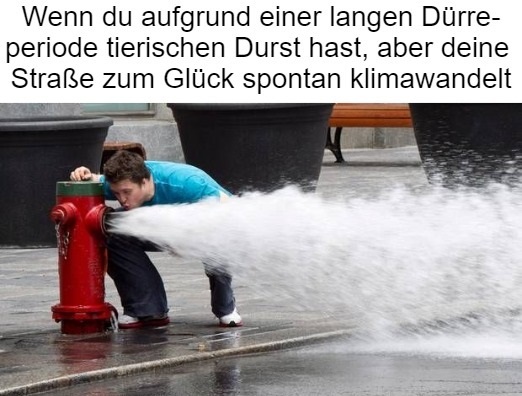 Wenn du aufgrund einer langen Dürre-
periode tierischen Durst hast, aber deine
Straße zum Glück spontan klimawandelt